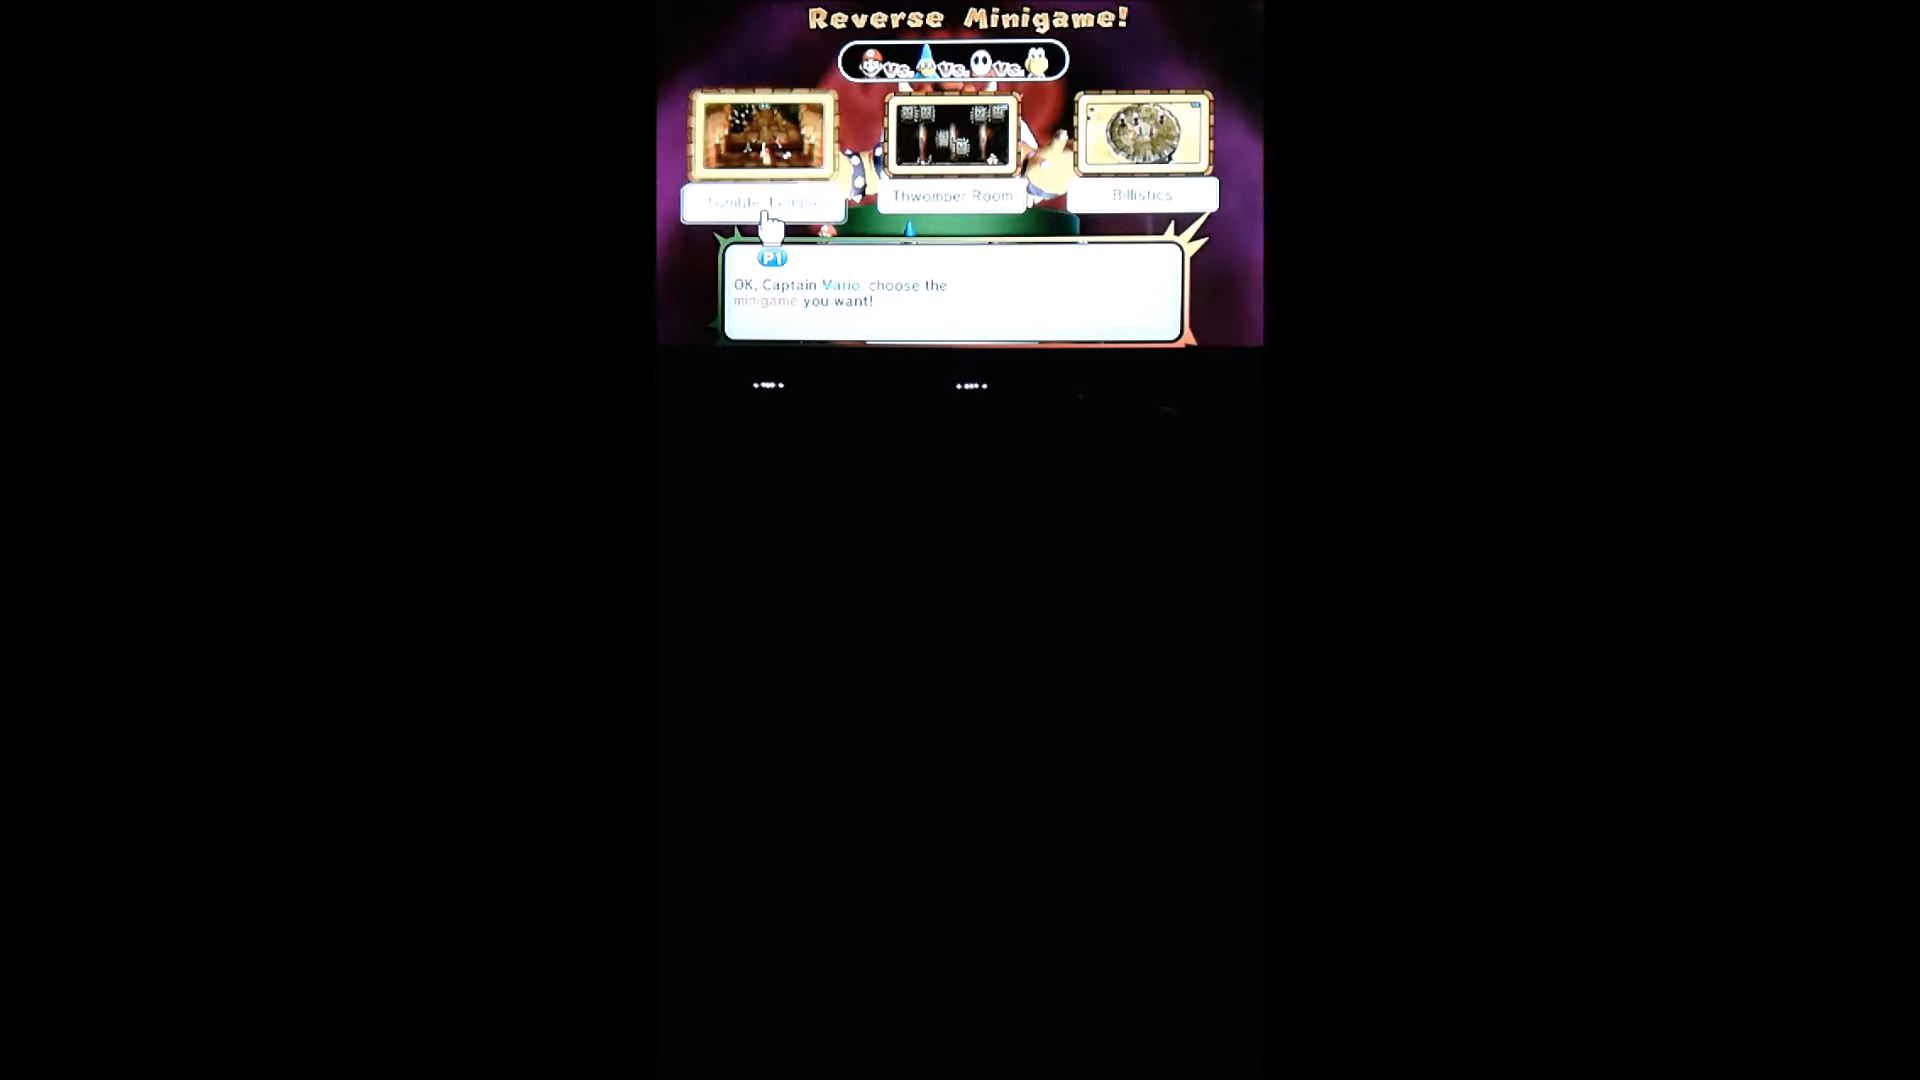 Reverse Minigame!
Vs. Vs. Vs.
Thwomper Room
Billistics
P1
OK, Captain Mario, choose the
minigame you want!